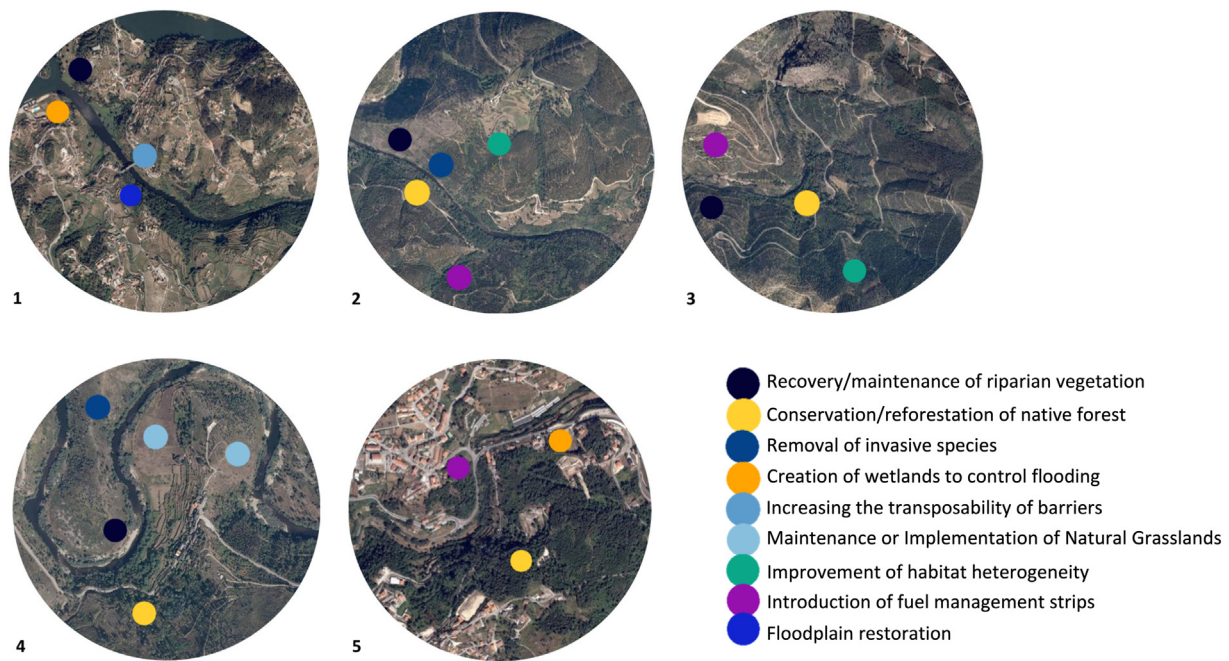 1
2
3
4
5
Recovery/maintenance of riparian vegetation
Conservation/reforestation of native forest
Removal of invasive species
Creation of wetlands to control flooding
Increasing the transposability of barriers
Maintenance or Implementation of Natural Grasslands
Improvement of habitat heterogeneity
Introduction of fuel management strips
Floodplain restoration